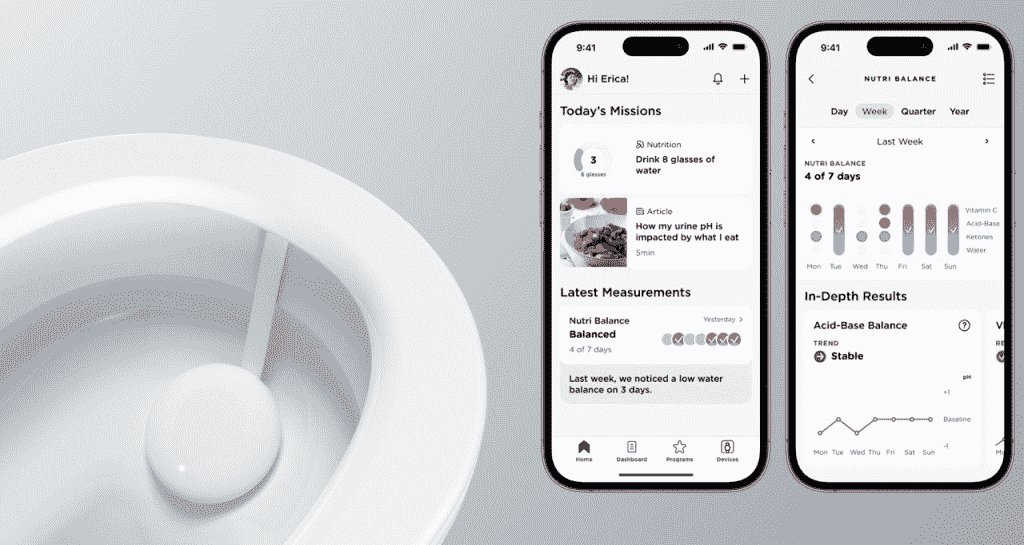 9:41
Hi Erica!
Today's Missions
3
8 glasses
Nutrition
Drink 8 glasses of
water
Article
How my urine pH is
impacted by what I eat
5min
Latest Measurements
Nutri Balance
Yesterday
Balanced
4 of 7 days
Last week, we noticed a low water
balance on 3 days.
Home
Dashboard
Programs
Devices
9:41
NUTRI BALANCE
Day
Week
Quarter
Year
Last Week
NUTRI BALANCE
4 of 7 days
Vitamin C
Acid-Base
Ketones
Water
Mon Tue Wed Thu Fri Sat Sun
In-Depth Results
Acid-Base Balance
TREND
Stable
pH
+1
Baseline
-1
Mon Tue Wed Thu Fri Sat Sun